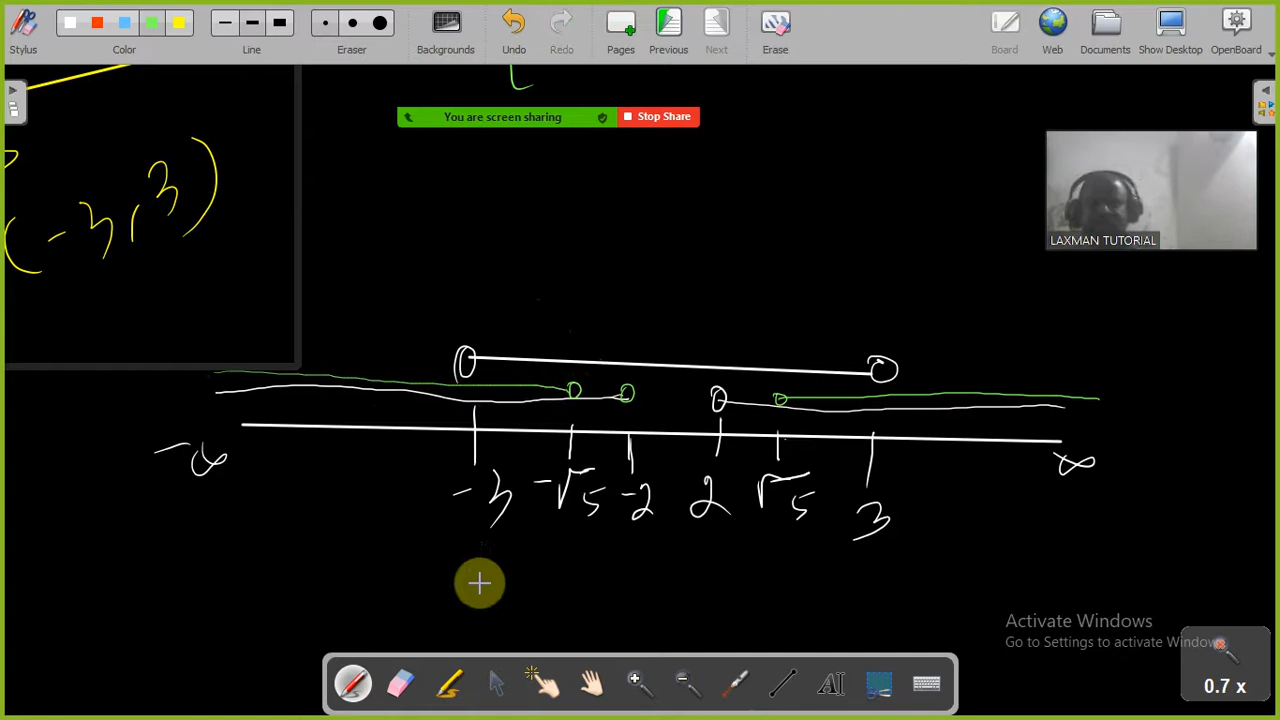 Stylus Color Line Eraser Backgrounds Undo Redo Pages Previous Next Erase Board Web Documents Show Desktop OpenBoard
You are screen sharing Stop Share
(-3, 3)
LAXMAN TUTORIAL
-∞ ∞
-3 -√5 -2 2 √5 3
Activate Windows
Go to Settings to activate Windows
0.7 x